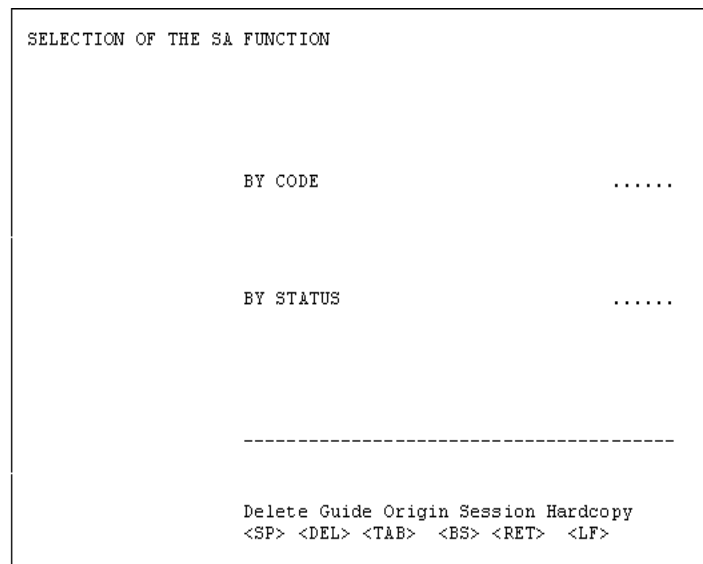 SELECTION OF THE SA FUNCTION
BY CODE ......
BY STATUS ......
----------------------------------------
Delete Guide Origin Session Hardcopy
<SP> <DEL> <TAB> <BS> <RET> <LF>